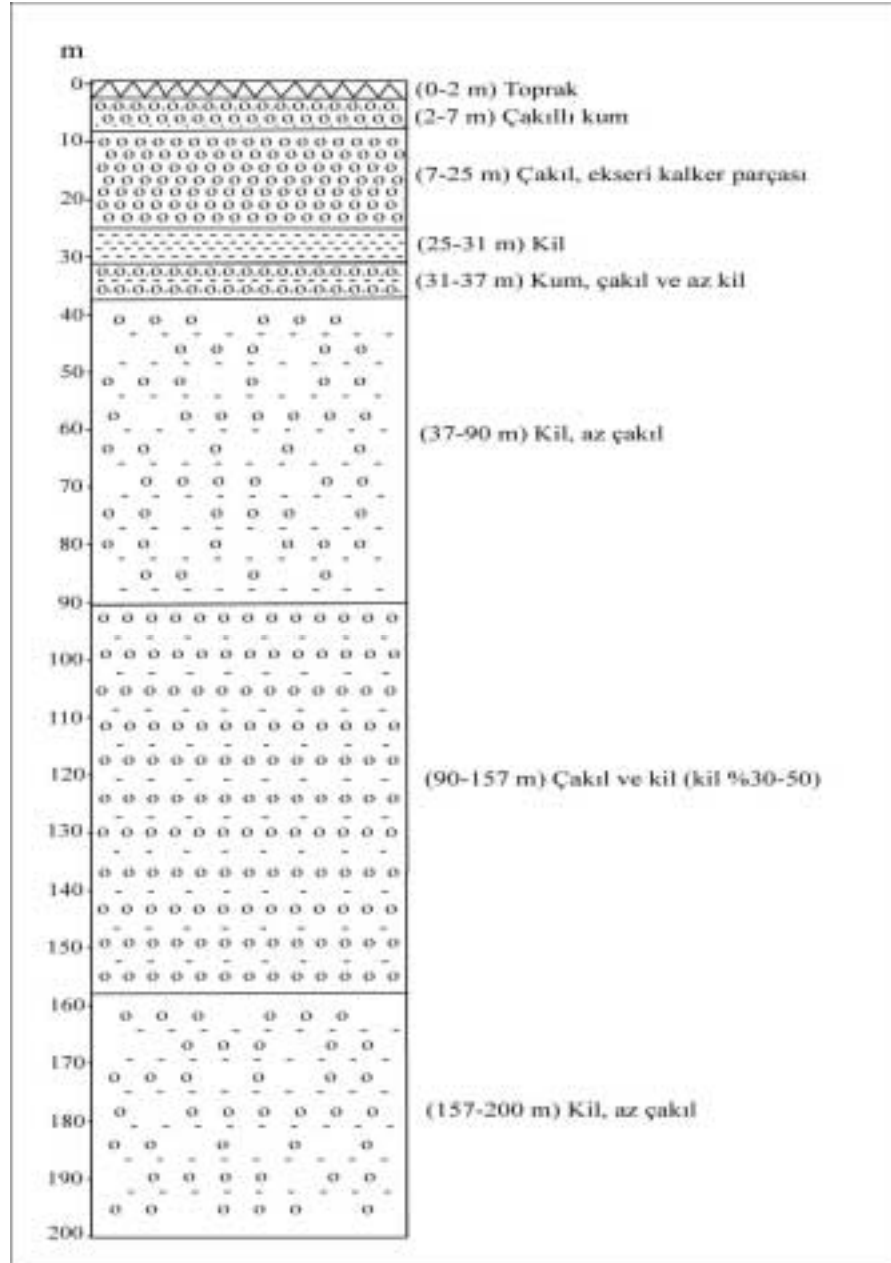 m
0
(0-2 m) Toprak
(2-7 m) Çakıllı kum
10
(7-25 m) Çakıl, ekseri kalker parçası
20
(25-31 m) Kil
30
(31-37 m) Kum, çakıl ve az kil
40
50
60
(37-90 m) Kil, az çakıl
70
80
90
100
110
120
(90-157 m) Çakıl ve kil (kil %30-50)
130
140
150
160
170
180
(157-200 m) Kil, az çakıl
190
200